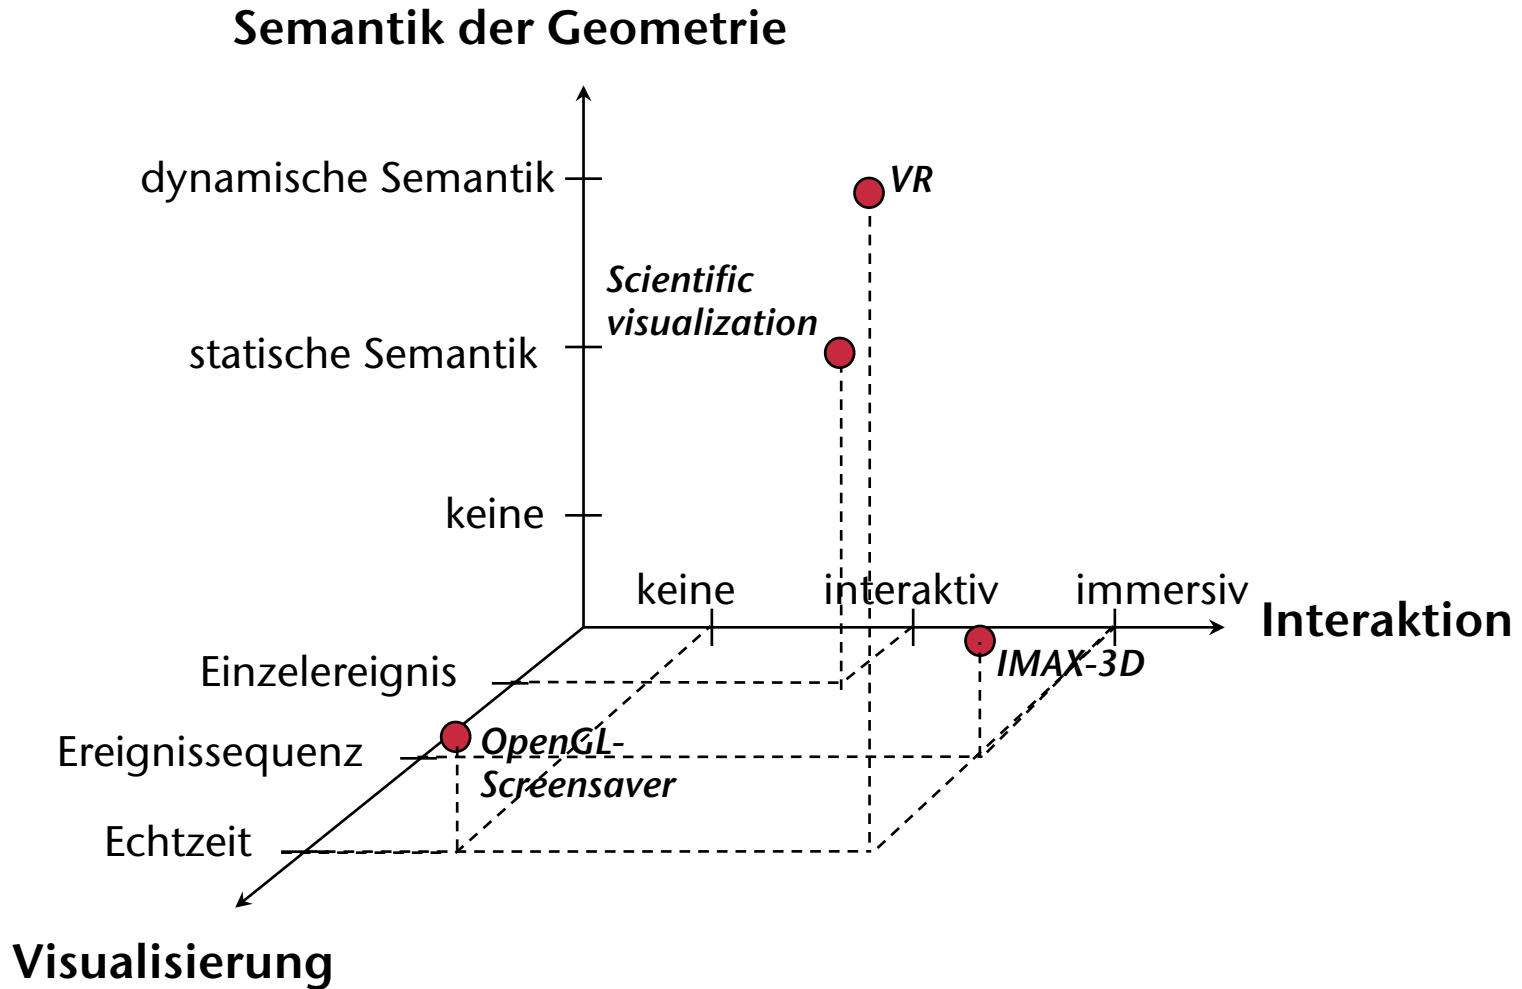 Semantik der Geometrie
dynamische Semantik
VR
Scientific
visualization
statische Semantik
keine
keine
interaktiv
immersiv
Interaktion
Einzelereignis
IMAX-3D
Ereignissequenz
OpenGL-
Screensaver
Echtzeit
Visualisierung